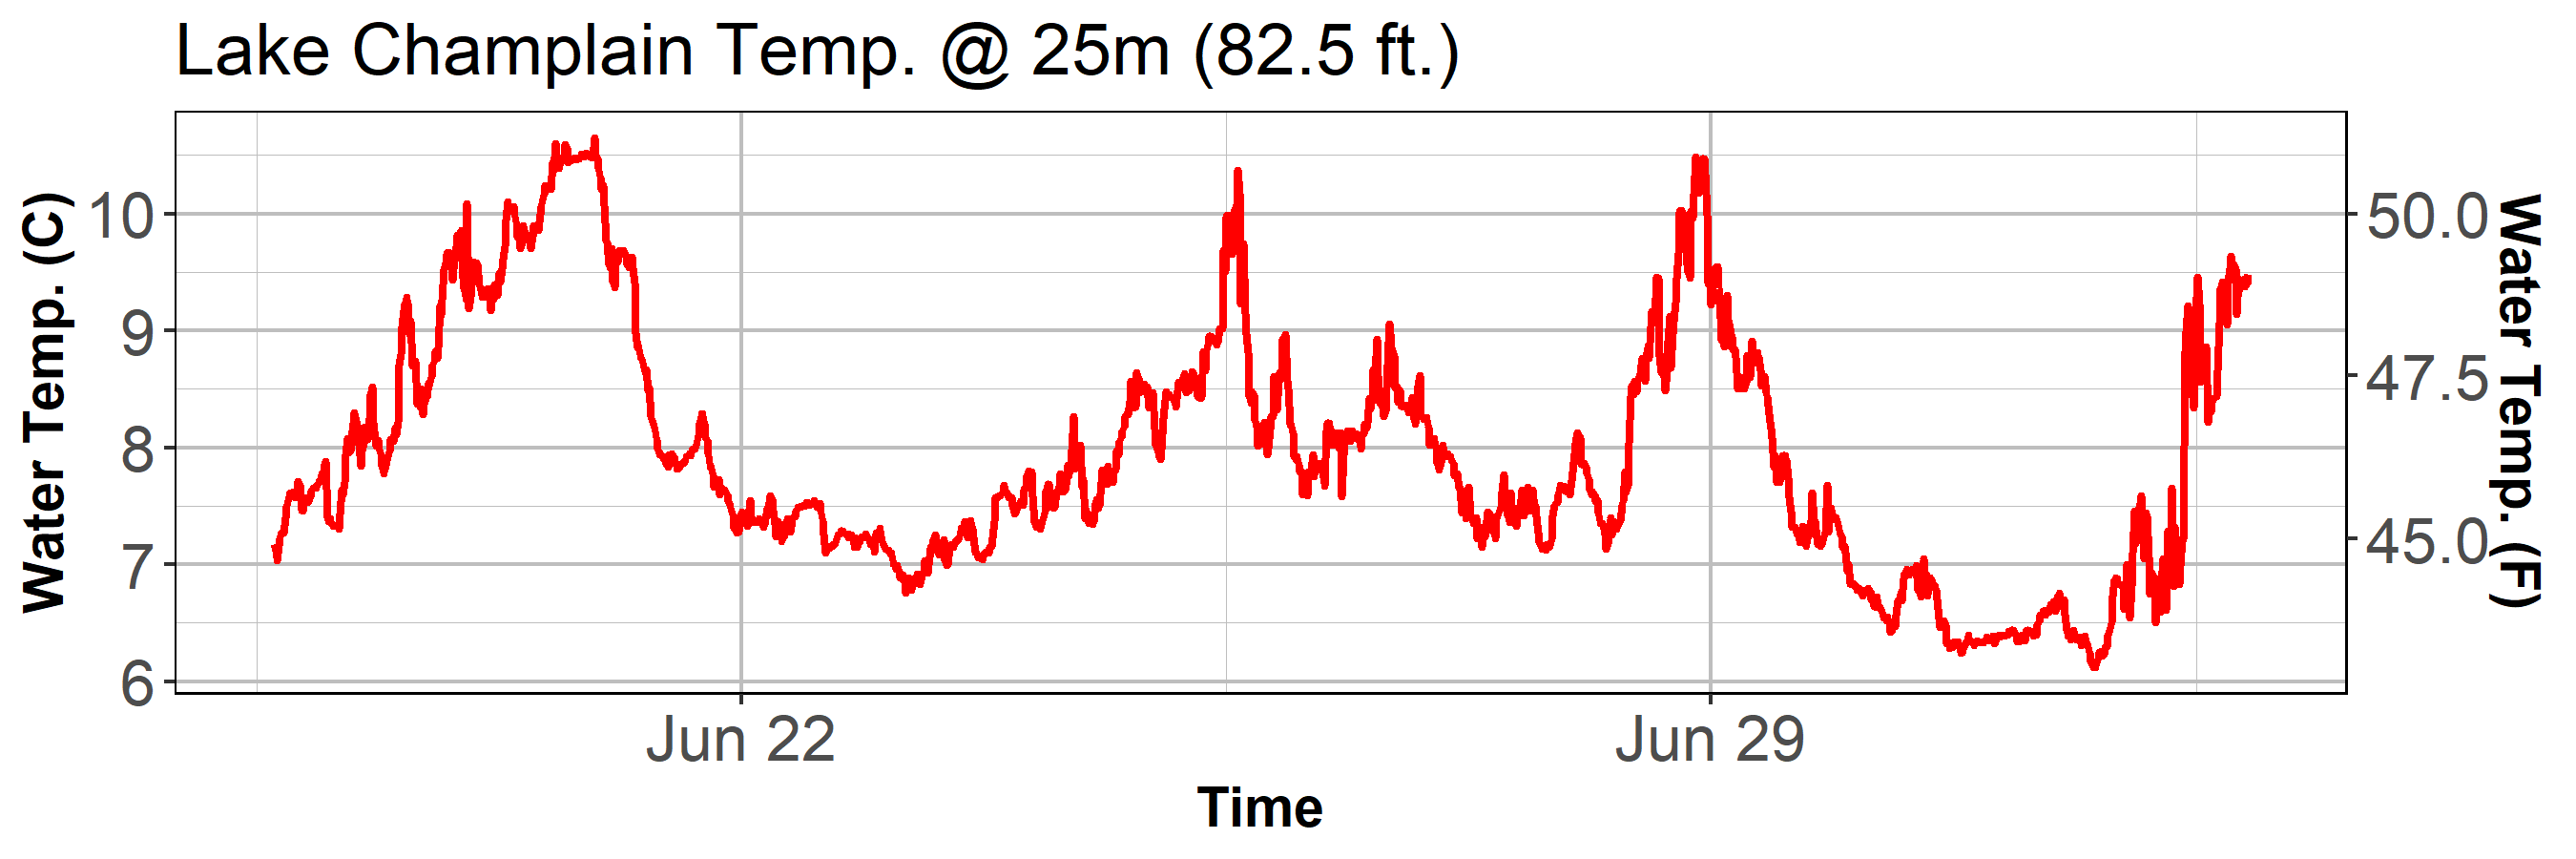 Lake Champlain Temp. @ 25m (82.5 ft.)
Water Temp. (C)
10
9
8
7
6
50.0
47.5
45.0
Water Temp. (F)
Jun 22
Jun 29
Time